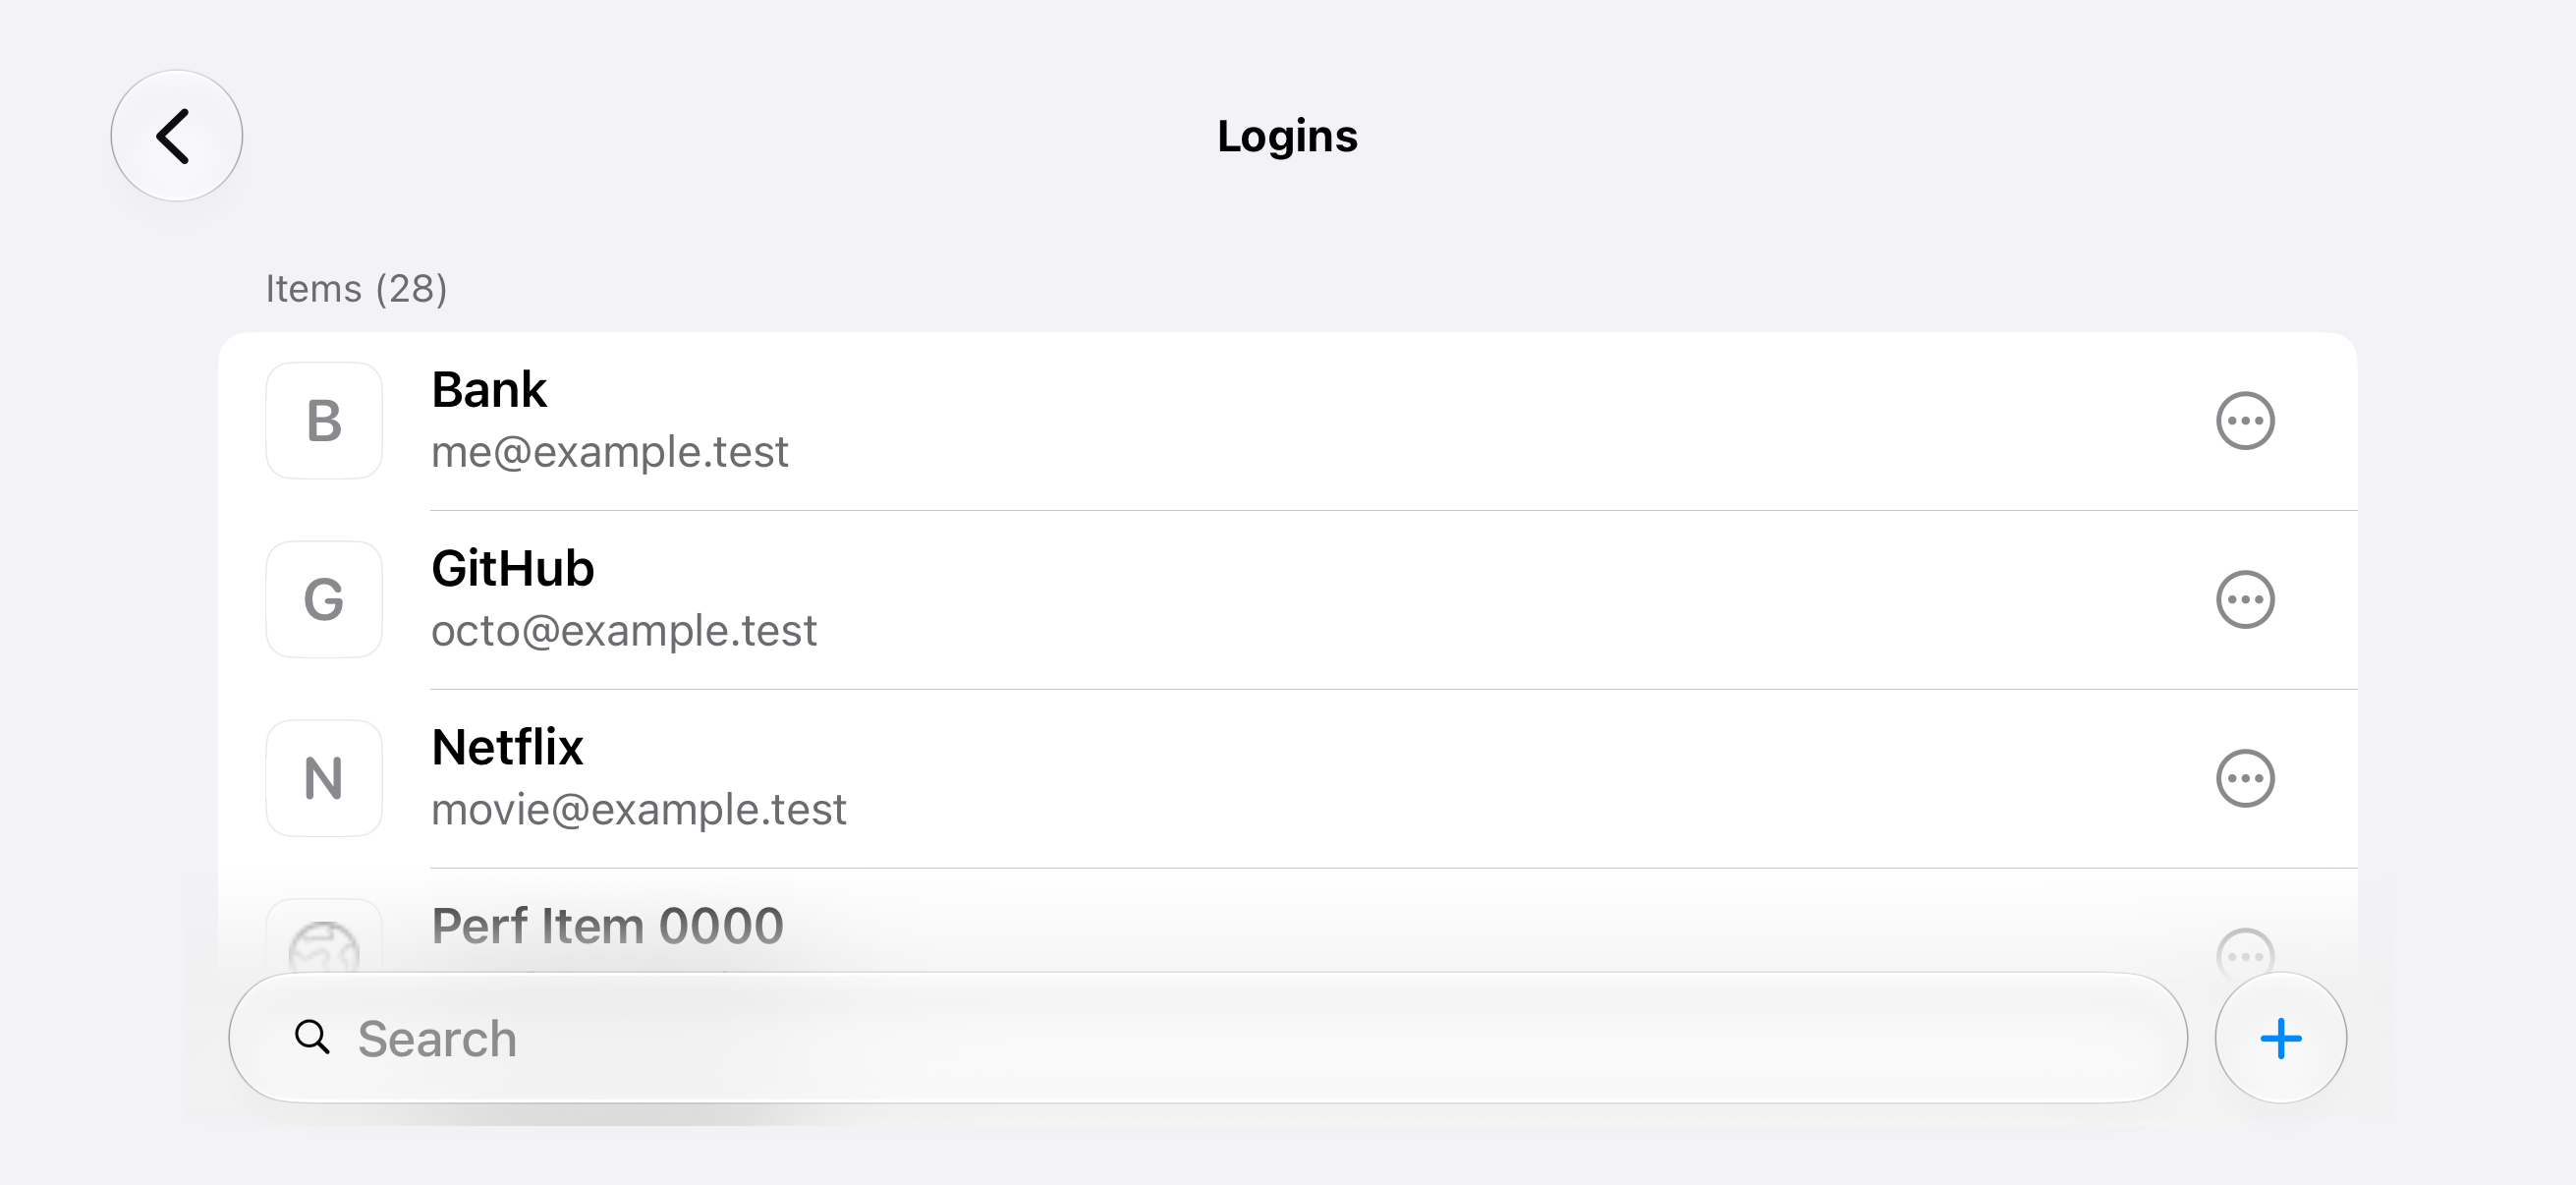 Logins
Items (28)
B
Bank
me@example.test
G
GitHub
octo@example.test
N
Netflix
movie@example.test
Perf Item 0000
Search